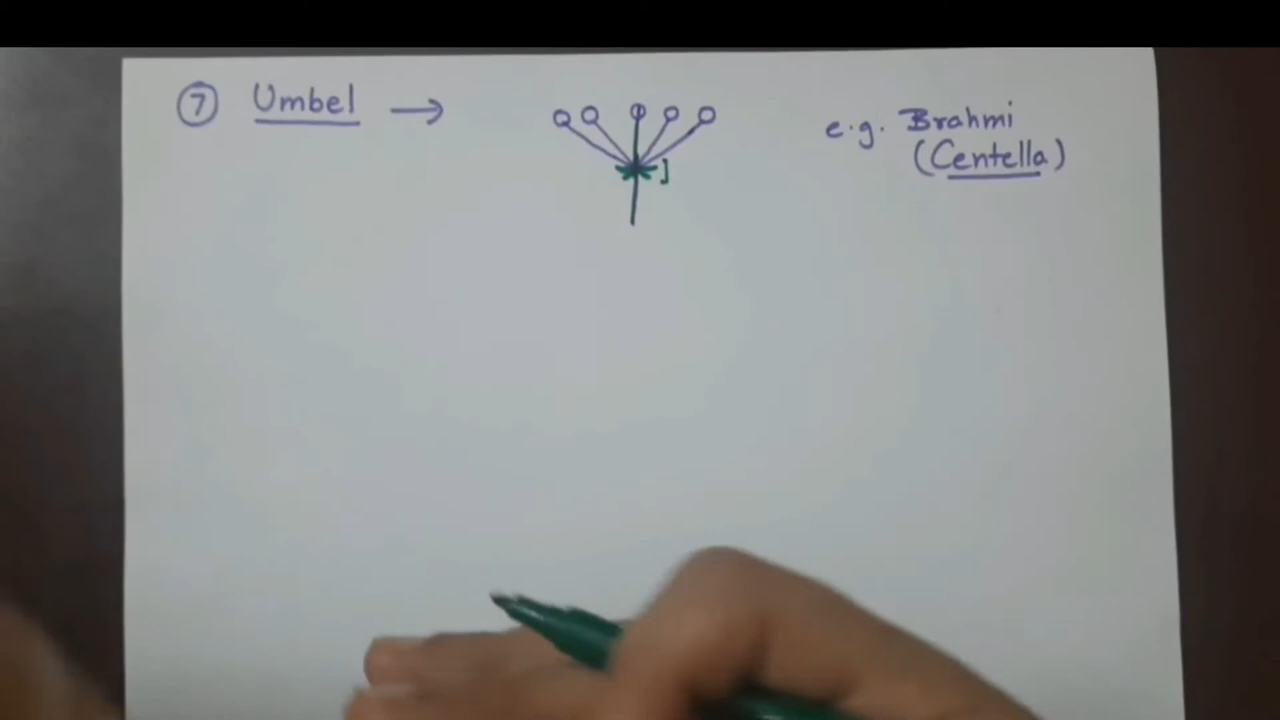 ⑦ Umbel →
e.g. Brahmi
(Centella)